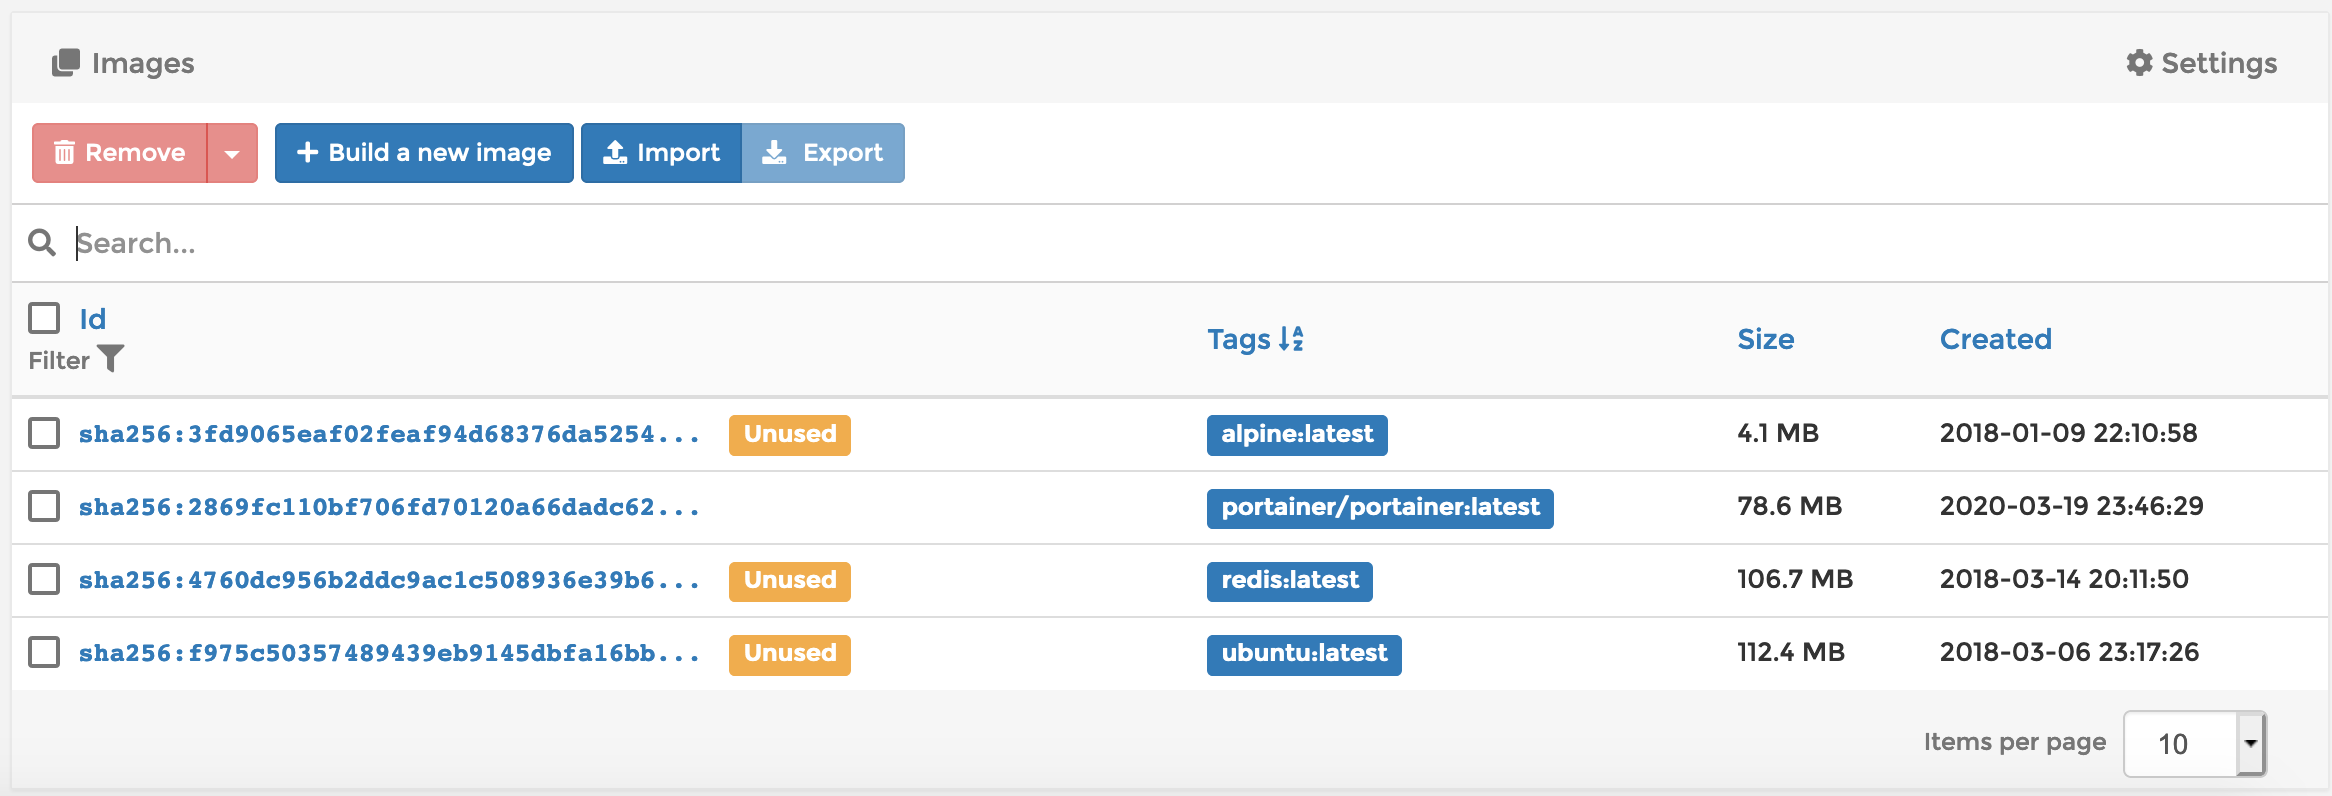 Images
Settings
Remove
Build a new image
Import
Export
Search...
Id
Filter
Tags
Size
Created
sha256:3fd9065eaf02feaf94d68376da5254... Unused alpine:latest 4.1 MB 2018-01-09 22:10:58
sha256:2869fc110bf706fd70120a66dadc62... portainer/portainer:latest 78.6 MB 2020-03-19 23:46:29
sha256:4760dc956b2ddc9ac1c508936e39b6... Unused redis:latest 106.7 MB 2018-03-14 20:11:50
sha256:f975c50357489439eb9145dbfa16bb... Unused ubuntu:latest 112.4 MB 2018-03-06 23:17:26
Items per page 10